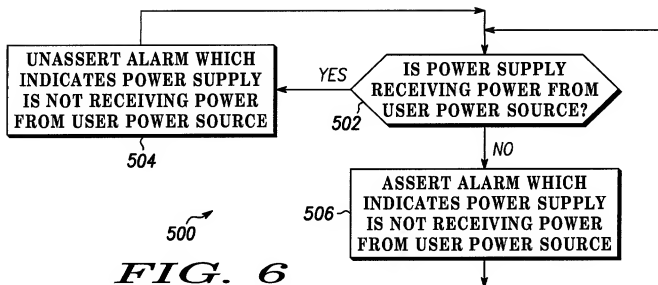 UNASSERT ALARM WHICH
INDICATES POWER SUPPLY
IS NOT RECEIVING POWER
FROM USER POWER SOURCE
504
YES
IS POWER SUPPLY
RECEIVING POWER FROM
USER POWER SOURCE?
502
NO
ASSERT ALARM WHICH
INDICATES POWER SUPPLY
IS NOT RECEIVING POWER
FROM USER POWER SOURCE
506
500
FIG. 6